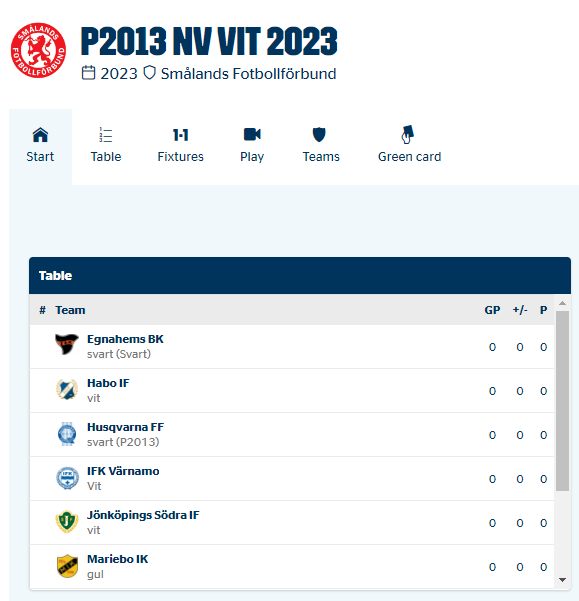 SMÅLANDS FOTBOLLFÖRBUND
P2013 NV VIT 2023
2023 Smålands Fotbollförbund
1-1
Start Table Fixtures Play Teams Green card
Table
# Team GP +/- P
Egnahems BK
svart (Svart) 0 0 0
Habo IF
vit 0 0 0
Husqvarna FF
svart (P2013) 0 0 0
IFK Värnamo
Vit 0 0 0
Jönköpings Södra IF
vit 0 0 0
Mariebo IK
gul 0 0 0